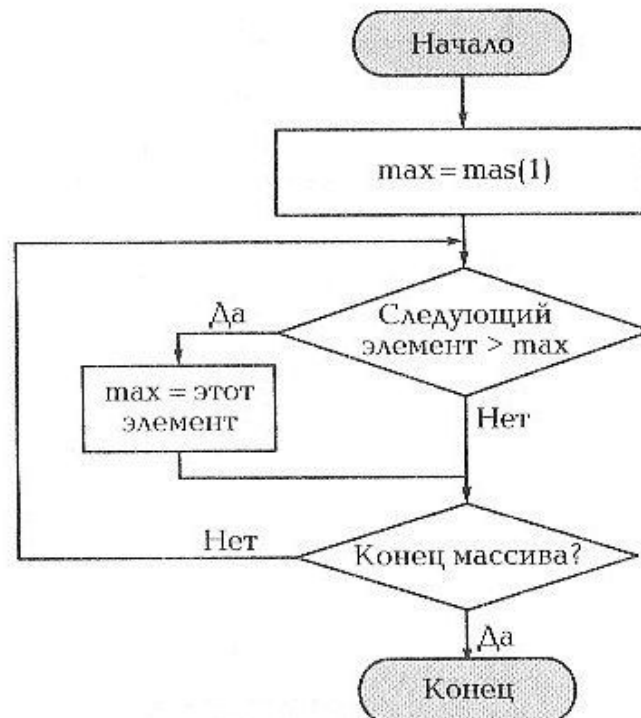 Начало
max = mas(1)
Следующий
элемент > max
Да
max = этот
элемент
Нет
Конец массива?
Нет
Да
Конец